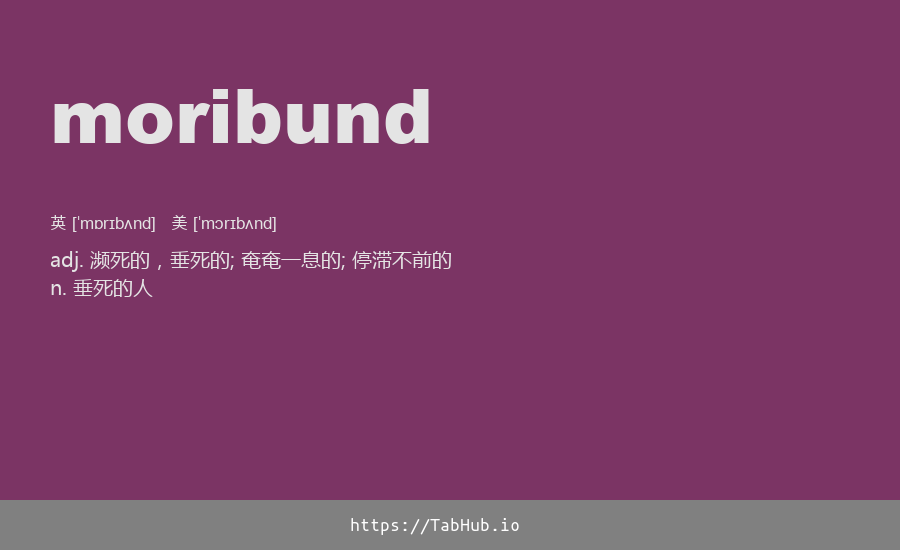 moribund
英 [ˈmɒrɪbʌnd] 美 [ˈmɔrɪbʌnd]
adj. 濒死的，垂死的; 奄奄一息的; 停滞不前的
n. 垂死的人
https://TabHub.io